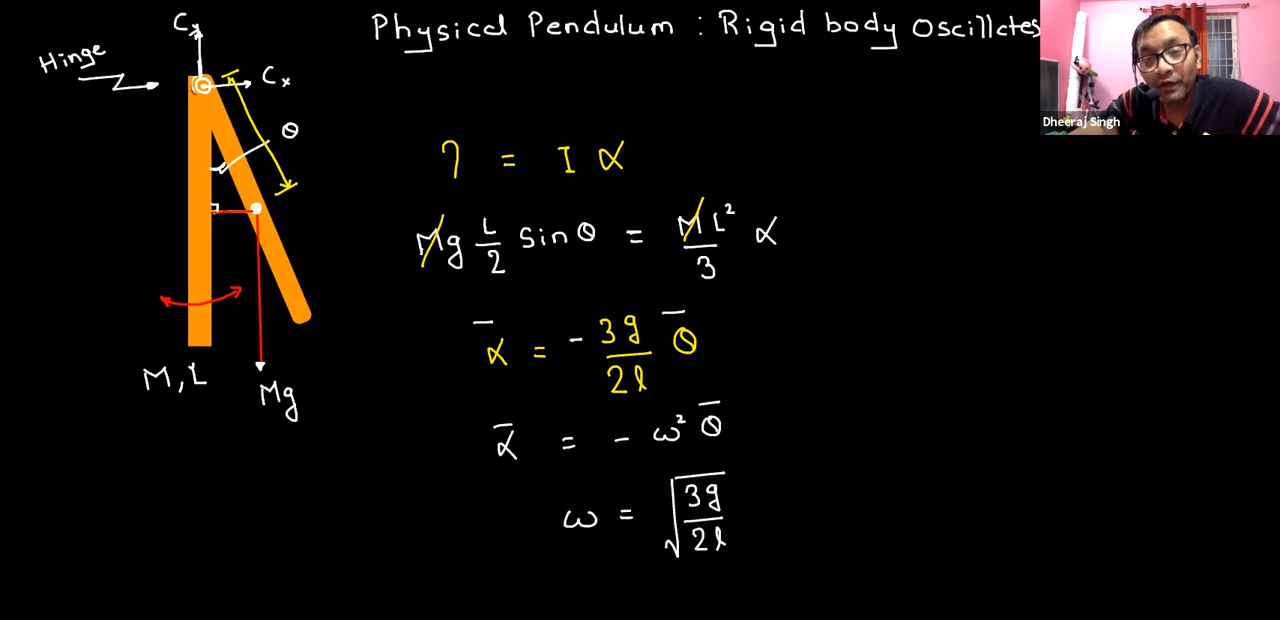 Physical Pendulum : Rigid body Oscillates
Dheeraj Singh
Hinge
Cy
Cx
θ
M, L
Mg
τ = I α
Mg L/2 Sin θ = ML²/3 α
α̅ = - 3g/2l θ̅
α̅ = - ω² θ̅
ω = √(3g/2l)